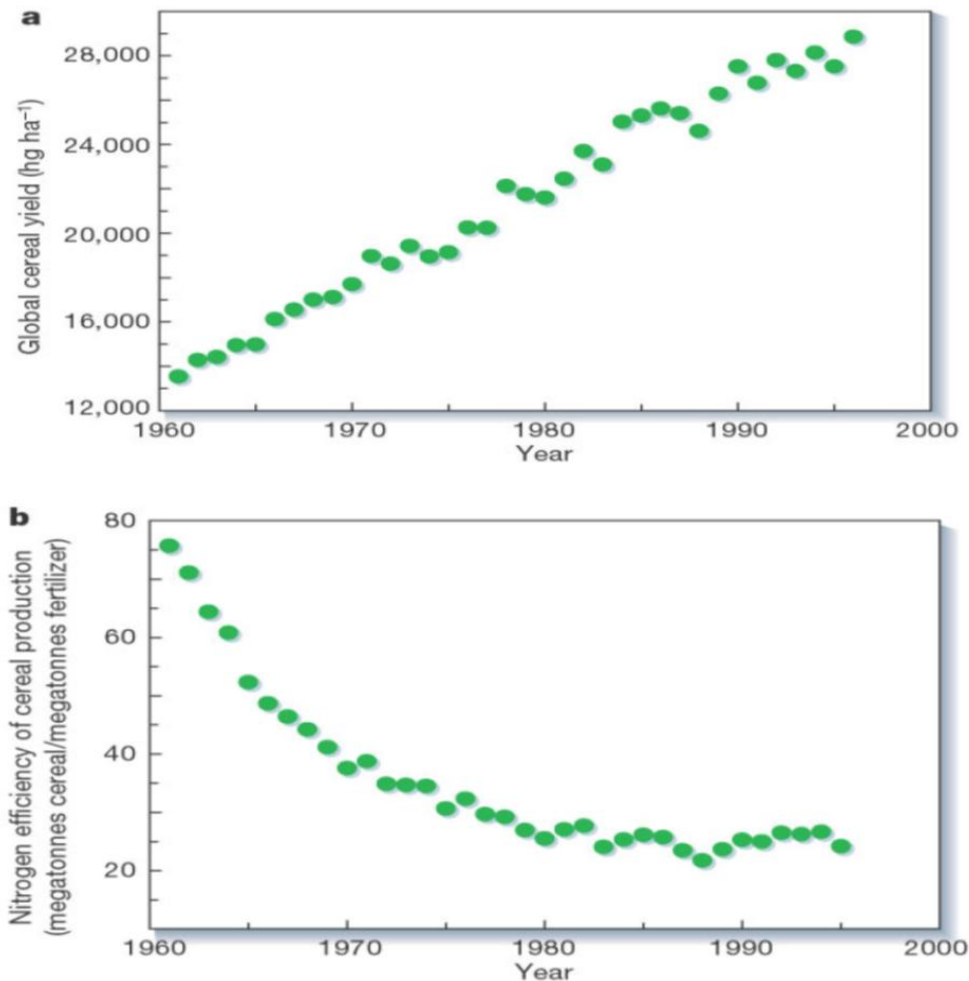 a
Global cereal yield (hg ha⁻¹)
28,000
24,000
20,000
16,000
12,000
1960 1970 1980 1990 2000
Year
b
Nitrogen efficiency of cereal production
(megatonnes cereal/megatonnes fertilizer)
80
60
40
20
1960 1970 1980 1990 2000
Year